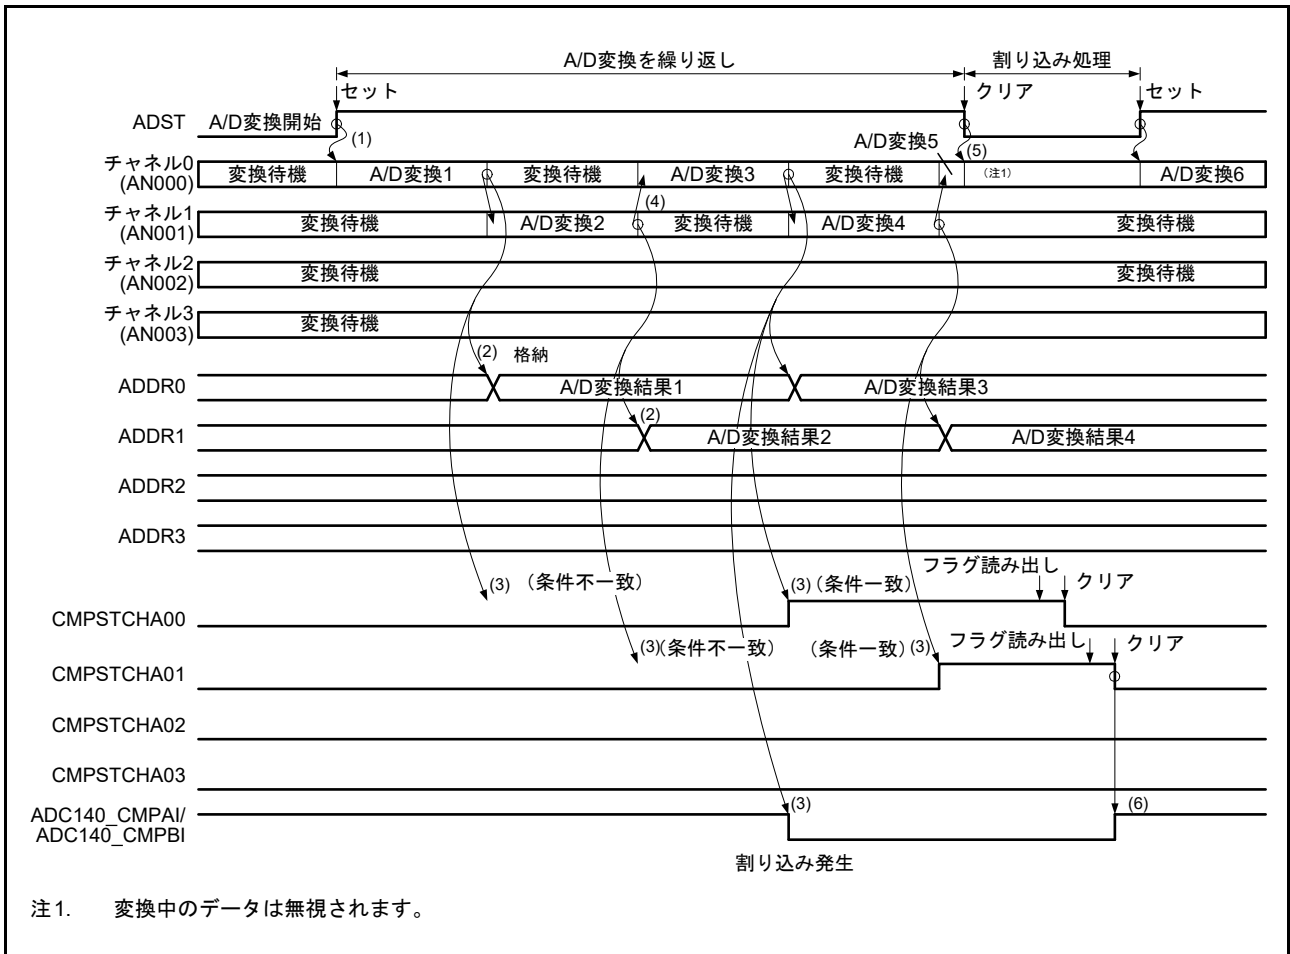 A/D変換を繰り返し
割り込み処理
セット
クリア
セット
ADST
A/D変換開始
(1)
A/D変換5
(5)
チャネル0
(AN000)
変換待機
A/D変換1
変換待機
A/D変換3
変換待機
(注1)
A/D変換6
(4)
チャネル1
(AN001)
変換待機
A/D変換2
変換待機
A/D変換4
変換待機
チャネル2
(AN002)
変換待機
変換待機
チャネル3
(AN003)
変換待機
(2)
格納
ADDR0
A/D変換結果1
A/D変換結果3
(2)
ADDR1
A/D変換結果2
A/D変換結果4
ADDR2
ADDR3
フラグ読み出し
クリア
(3)
(条件不一致)
(3)(条件一致)
CMPSTCHA00
フラグ読み出し
クリア
(3)(条件不一致)
(条件一致)(3)
CMPSTCHA01
CMPSTCHA02
CMPSTCHA03
(3)
(6)
ADC140_CMPAI/
ADC140_CMPBI
割り込み発生
注1. 変換中のデータは無視されます。